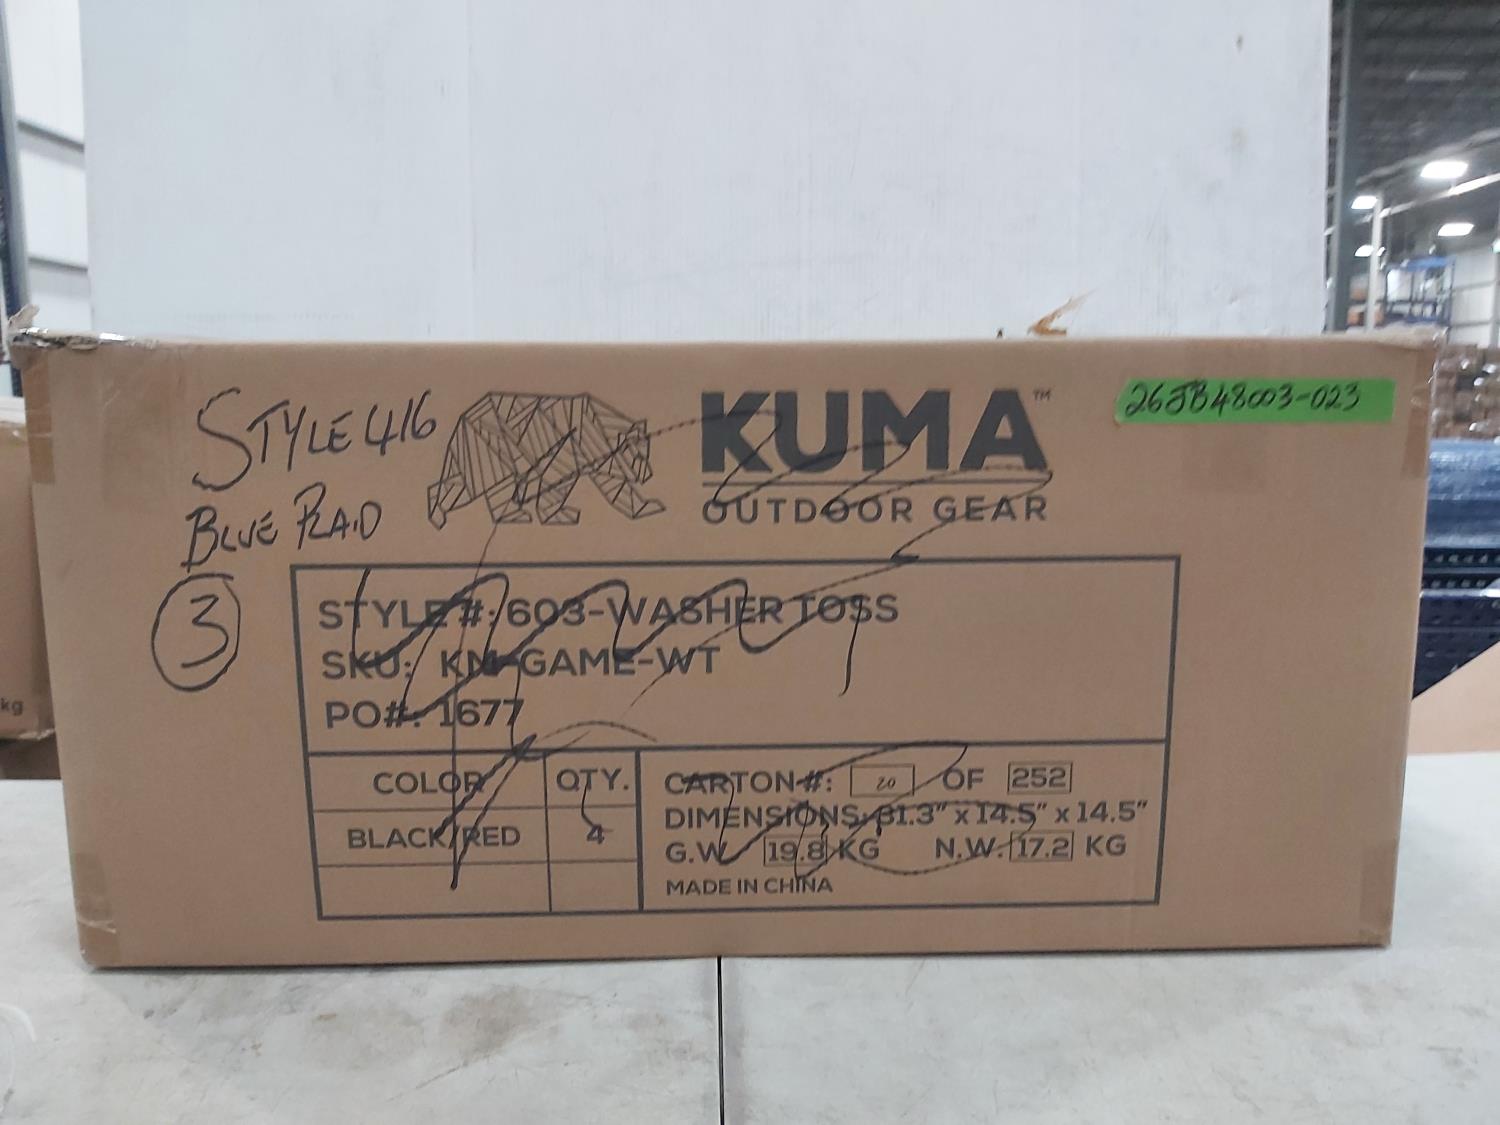 STYLE 416
BLUE PLAID
3
KUMA™
OUTDOOR GEAR
26JB48003-023
STYLE#: 603-WASHER TOSS
SKU: KM-GAME-WT
PO#: 1677
COLOR QTY.
BLACK/RED 4
CARTON#: 20 OF 252
DIMENSIONS: 31.3" x 14.5" x 14.5"
G.W. 19.8 KG N.W. 17.2 KG
MADE IN CHINA
kg